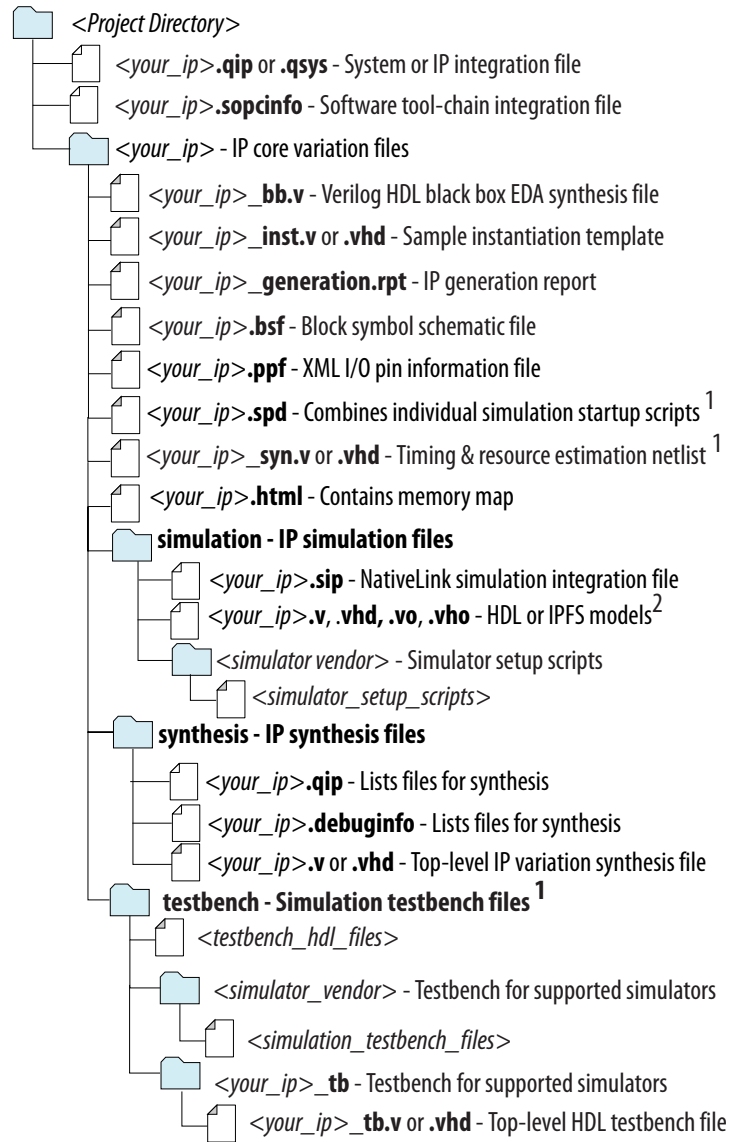 <Project Directory>
<your_ip>.qip or .qsys - System or IP integration file
<your_ip>.sopcinfo - Software tool-chain integration file
<your_ip> - IP core variation files
<your_ip>_bb.v - Verilog HDL black box EDA synthesis file
<your_ip>_inst.v or .vhd - Sample instantiation template
<your_ip>_generation.rpt - IP generation report
<your_ip>.bsf - Block symbol schematic file
<your_ip>.ppf - XML I/O pin information file
<your_ip>.spd - Combines individual simulation startup scripts 1
<your_ip>_syn.v or .vhd - Timing & resource estimation netlist 1
<your_ip>.html - Contains memory map
simulation - IP simulation files
<your_ip>.sip - NativeLink simulation integration file
<your_ip>.v, .vhd, .vo, .vho - HDL or IPFS models2
<simulator vendor> - Simulator setup scripts
<simulator_setup_scripts>
synthesis - IP synthesis files
<your_ip>.qip - Lists files for synthesis
<your_ip>.debuginfo - Lists files for synthesis
<your_ip>.v or .vhd - Top-level IP variation synthesis file
testbench - Simulation testbench files 1
<testbench_hdl_files>
<simulator_vendor> - Testbench for supported simulators
<simulation_testbench_files>
<your_ip>_tb - Testbench for supported simulators
<your_ip>_tb.v or .vhd - Top-level HDL testbench file